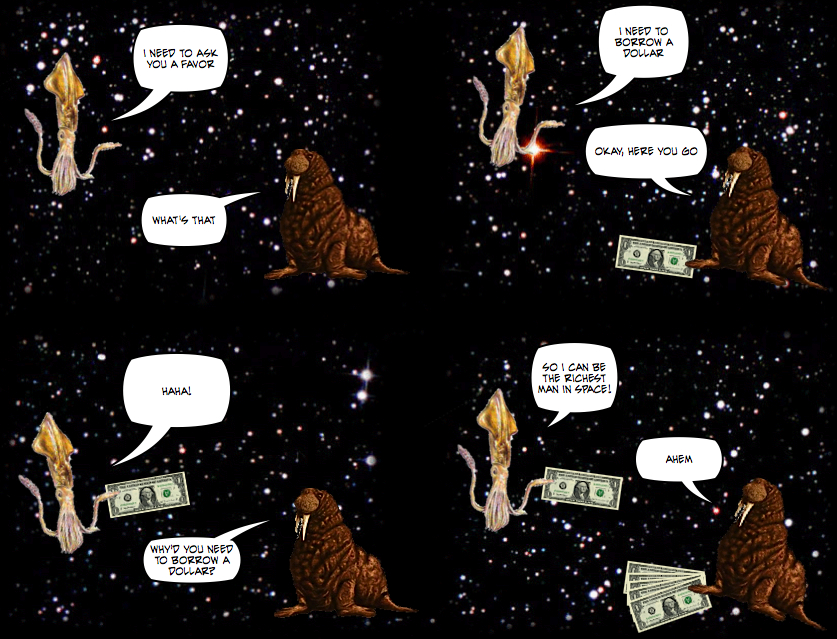 I NEED TO ASK
YOU A FAVOR
WHAT'S THAT
I NEED TO
BORROW A
DOLLAR
OKAY, HERE YOU GO
HAHA!
WHY'D YOU NEED
TO BORROW A
DOLLAR?
SO I CAN BE
THE RICHEST
MAN IN SPACE!
AHEM